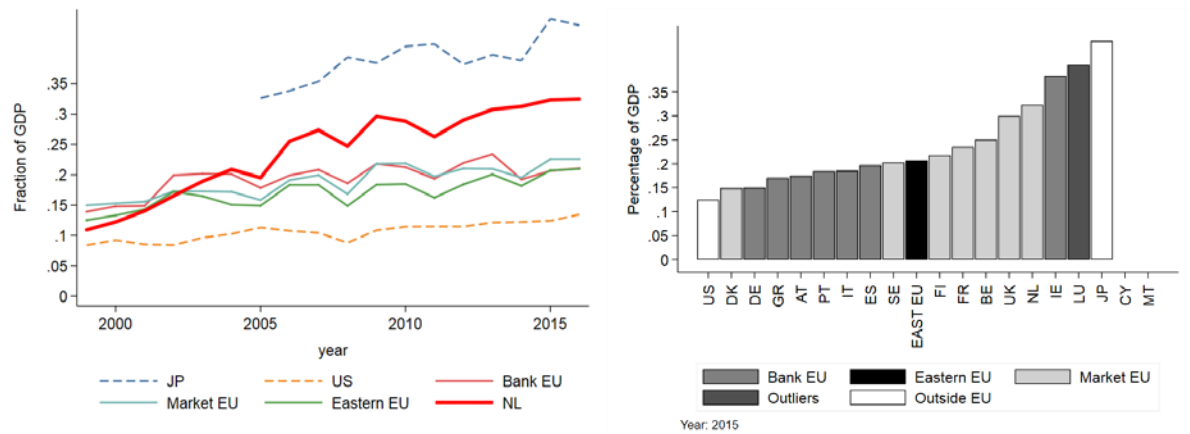 Fraction of GDP
.35
.3
.25
.2
.15
.1
.05
0
2000
2005
2010
2015
year
JP
US
Bank EU
Market EU
Eastern EU
NL
Percentage of GDP
.35
.3
.25
.2
.15
.1
.05
0
US
DK
DE
GR
AT
PT
IT
ES
SE
EAST EU
FI
FR
BE
UK
NL
IE
LU
JP
CY
MT
Bank EU
Eastern EU
Market EU
Outliers
Outside EU
Year: 2015